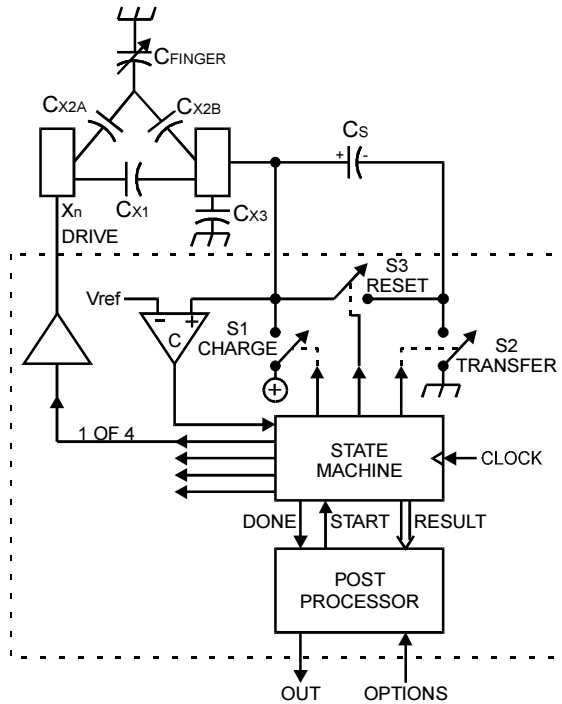 CFINGER
CX2A
CX2B
CS
+ -
CX1
Xn
CX3
DRIVE
S3
RESET
Vref
- +
C
S1
CHARGE
S2
TRANSFER
+
1 OF 4
STATE
MACHINE
CLOCK
DONE
START
RESULT
POST
PROCESSOR
OUT
OPTIONS